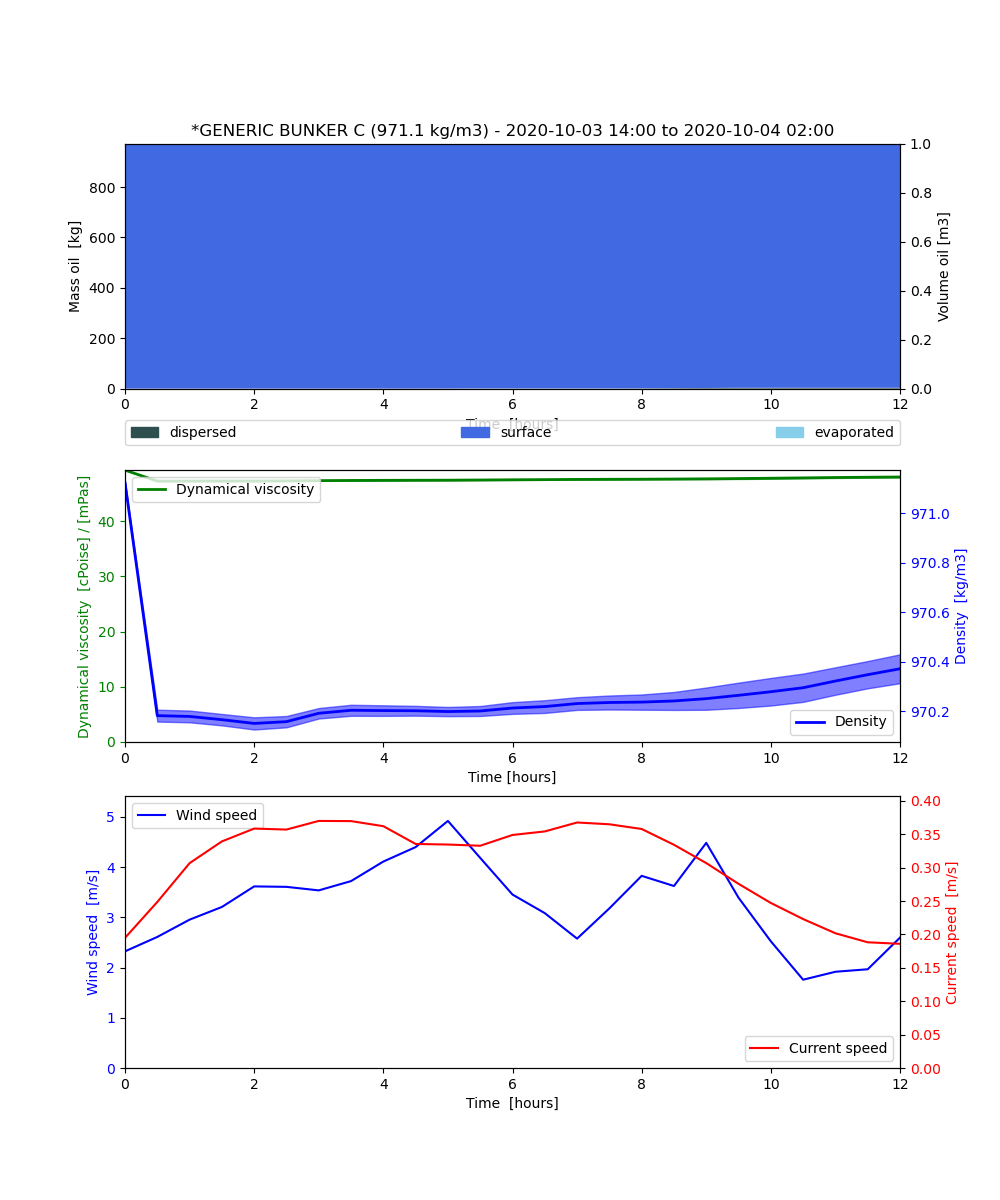 *GENERIC BUNKER C (971.1 kg/m3) - 2020-10-03 14:00 to 2020-10-04 02:00
Mass oil [kg]
800
600
400
200
0
1.0
0.8
0.6
0.4
0.2
0.0
Volume oil [m3]
0 2 4 6 8 10 12
Time [hours]
dispersed surface evaporated
Dynamical viscosity [cPoise] / [mPas]
40
30
20
10
0
Dynamical viscosity
971.0
970.8
970.6
970.4
970.2
Density [kg/m3]
Density
0 2 4 6 8 10 12
Time [hours]
Wind speed [m/s]
5
4
3
2
1
0
Wind speed
0.40
0.35
0.30
0.25
0.20
0.15
0.10
0.05
0.00
Current speed [m/s]
Current speed
0 2 4 6 8 10 12
Time [hours]